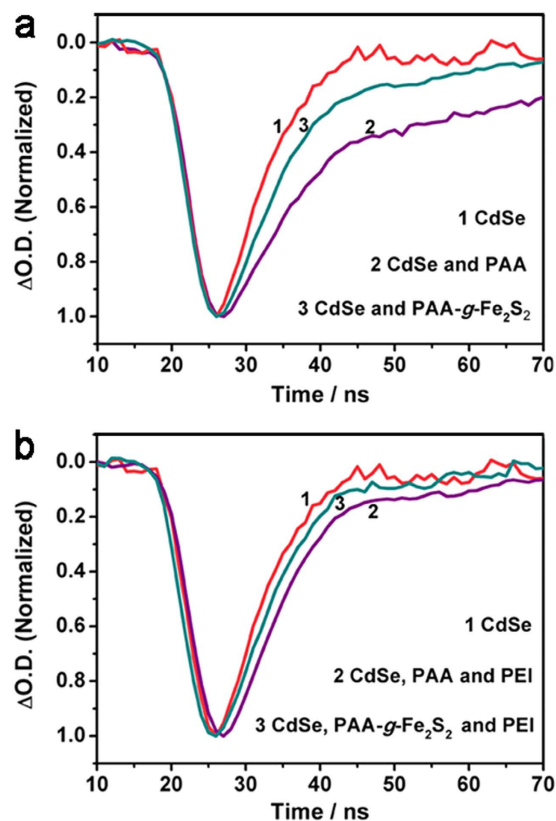 a
0.0
0.2
0.4
0.6
0.8
1.0
ΔO.D. (Normalized)
1
3
2
1 CdSe
2 CdSe and PAA
3 CdSe and PAA-g-Fe₂S₂
10 20 30 40 50 60 70
Time / ns
b
0.0
0.2
0.4
0.6
0.8
1.0
ΔO.D. (Normalized)
1
3
2
1 CdSe
2 CdSe, PAA and PEI
3 CdSe, PAA-g-Fe₂S₂ and PEI
10 20 30 40 50 60 70
Time / ns